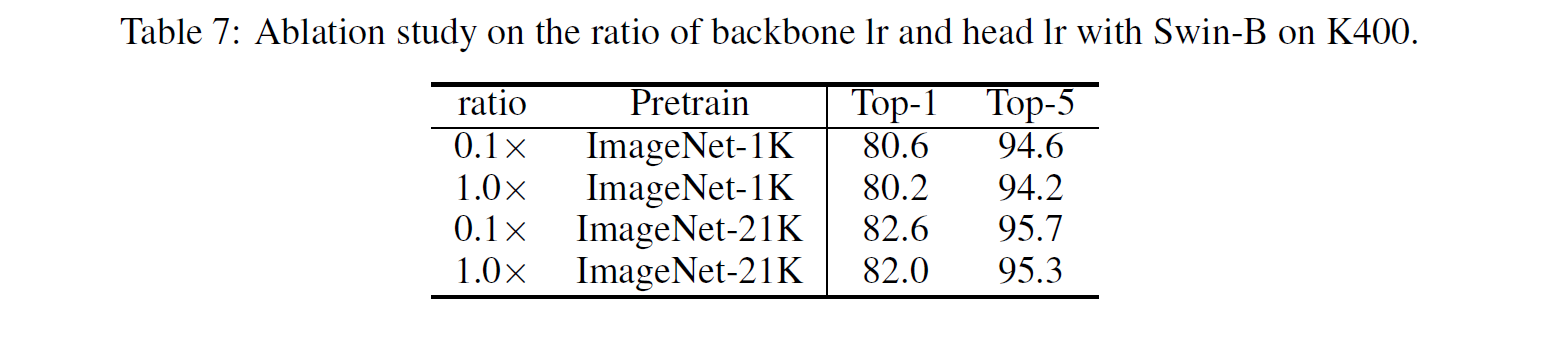 Table 7: Ablation study on the ratio of backbone lr and head lr with Swin-B on K400.
ratio Pretrain Top-1 Top-5
0.1× ImageNet-1K 80.6 94.6
1.0× ImageNet-1K 80.2 94.2
0.1× ImageNet-21K 82.6 95.7
1.0× ImageNet-21K 82.0 95.3